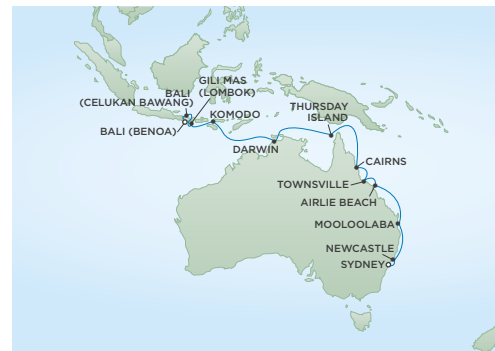 GILI MAS
(LOMBOK)
BALI
(CELUKAN BAWANG)
KOMODO
BALI (BENOA)
THURSDAY
ISLAND
DARWIN
CAIRNS
TOWNSVILLE
AIRLIE BEACH
MOOLOOLABA
NEWCASTLE
SYDNEY